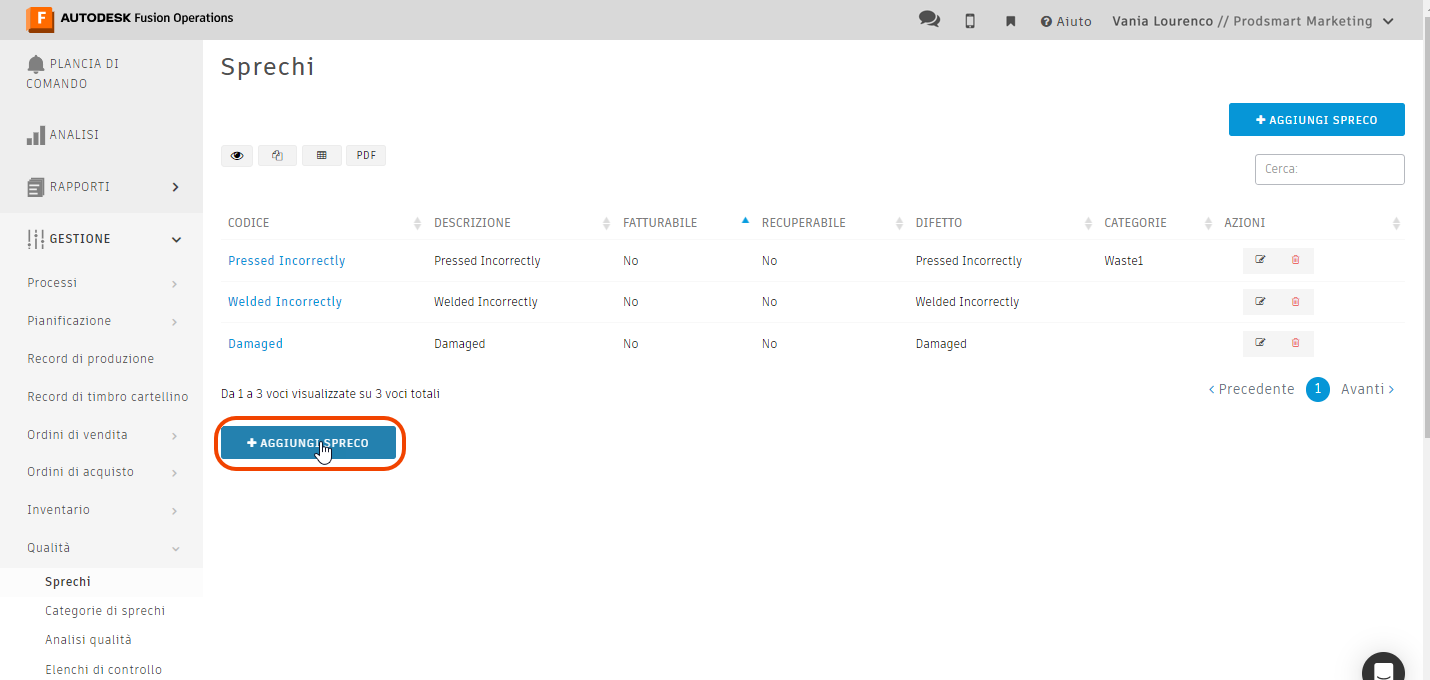 F AUTODESK Fusion Operations
Aiuto
Vania Lourenco // Prodsmart Marketing
PLANCIA DI
COMANDO
ANALISI
RAPPORTI
GESTIONE
Processi
Pianificazione
Record di produzione
Record di timbro cartellino
Ordini di vendita
Ordini di acquisto
Inventario
Qualità
Sprechi
Categorie di sprechi
Analisi qualità
Elenchi di controllo
Sprechi
AGGIUNGI SPRECO
PDF
Cerca:
CODICE DESCRIZIONE FATTURABILE RECUPERABILE DIFETTO CATEGORIE AZIONI
Pressed Incorrectly Pressed Incorrectly No No Pressed Incorrectly Waste1
Welded Incorrectly Welded Incorrectly No No Welded Incorrectly
Damaged Damaged No No Damaged
Da 1 a 3 voci visualizzate su 3 voci totali
Precedente 1 Avanti
AGGIUNGI SPRECO